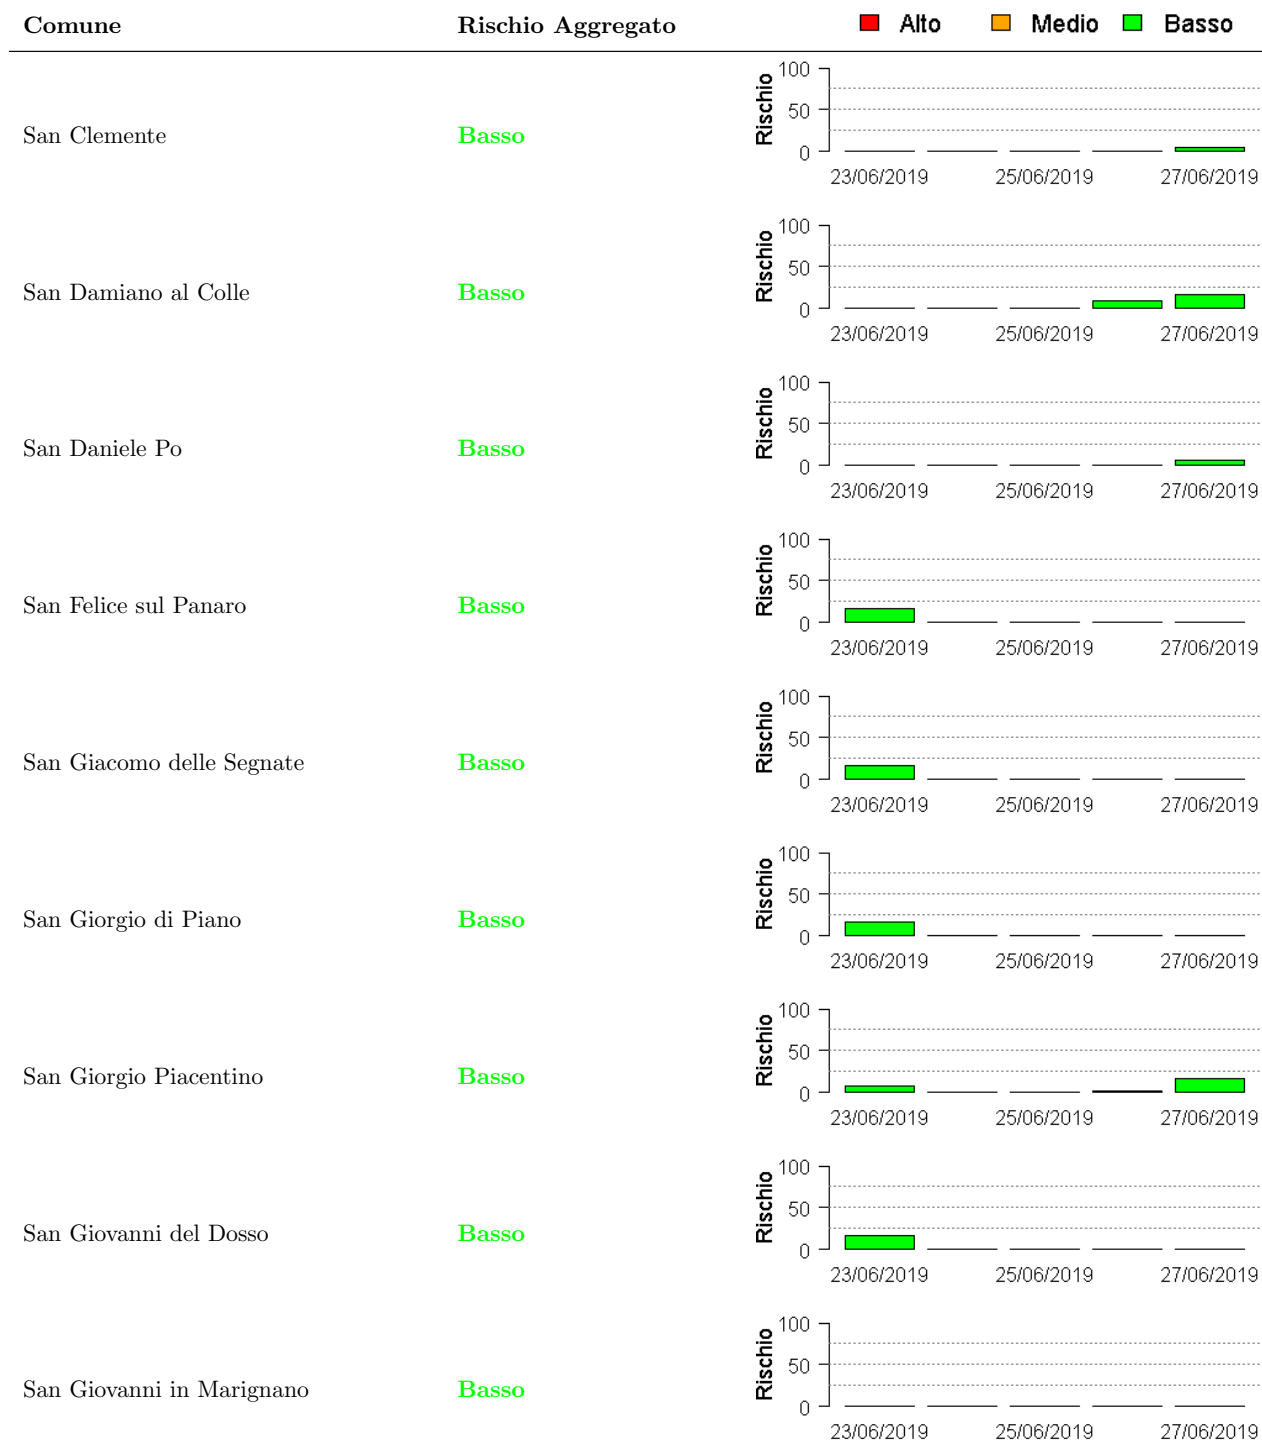 Comune Rischio Aggregato Alto Medio Basso
San Clemente Basso Rischio 100 50 0
23/06/2019 25/06/2019 27/06/2019
San Damiano al Colle Basso Rischio 100 50 0
23/06/2019 25/06/2019 27/06/2019
San Daniele Po Basso Rischio 100 50 0
23/06/2019 25/06/2019 27/06/2019
San Felice sul Panaro Basso Rischio 100 50 0
23/06/2019 25/06/2019 27/06/2019
San Giacomo delle Segnate Basso Rischio 100 50 0
23/06/2019 25/06/2019 27/06/2019
San Giorgio di Piano Basso Rischio 100 50 0
23/06/2019 25/06/2019 27/06/2019
San Giorgio Piacentino Basso Rischio 100 50 0
23/06/2019 25/06/2019 27/06/2019
San Giovanni del Dosso Basso Rischio 100 50 0
23/06/2019 25/06/2019 27/06/2019
San Giovanni in Marignano Basso Rischio 100 50 0
23/06/2019 25/06/2019 27/06/2019